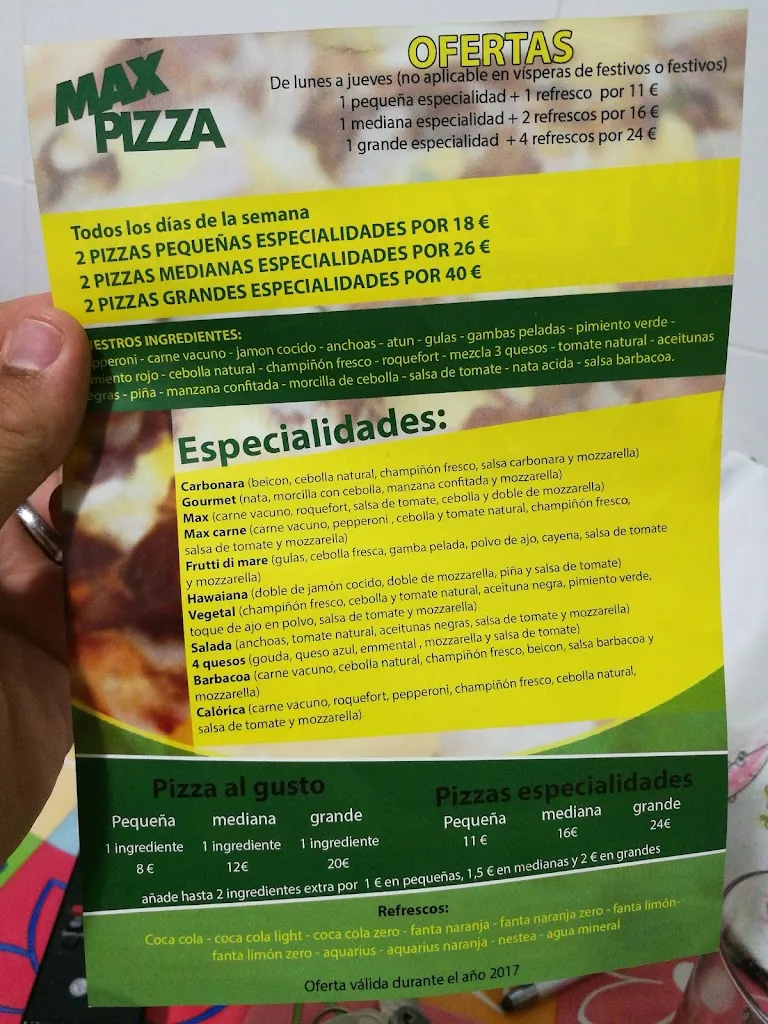 MAX
PIZZA
OFERTAS
De lunes a jueves (no aplicable en vísperas de festivos o festivos)
1 pequeña especialidad + 1 refresco por 11 €
1 mediana especialidad + 2 refrescos por 16 €
1 grande especialidad + 4 refrescos por 24 €
Todos los días de la semana
2 PIZZAS PEQUEÑAS ESPECIALIDADES POR 18 €
2 PIZZAS MEDIANAS ESPECIALIDADES POR 26 €
2 PIZZAS GRANDES ESPECIALIDADES POR 40 €
ESTROS INGREDIENTES:
pperoni - carne vacuno - jamon cocido - anchoas - atun - gulas - gambas peladas - pimiento verde -
miento rojo - cebolla natural - champiñón fresco - roquefort - mezcla 3 quesos - tomate natural - aceitunas
egras - piña - manzana confitada - morcilla de cebolla - salsa de tomate - nata acida - salsa barbacoa.
Especialidades:
Carbonara (beicon, cebolla natural, champiñón fresco, salsa carbonara y mozzarella)
Gourmet (nata, morcilla con cebolla, manzana confitada y mozzarella)
Max (carne vacuno, roquefort, salsa de tomate, cebolla y doble de mozzarella)
Max carne (carne vacuno, pepperoni , cebolla y tomate natural, champiñón fresco,
salsa de tomate y mozzarella)
Frutti di mare (gulas, cebolla fresca, gamba pelada, polvo de ajo, cayena, salsa de tomate
y mozzarella)
Hawaiana (doble de jamón cocido, doble de mozzarella, piña y salsa de tomate)
Vegetal (champiñón fresco, cebolla y tomate natural, aceituna negra, pimiento verde,
toque de ajo en polvo, salsa de tomate y mozzarella)
Salada (anchoas, tomate natural, aceitunas negras, salsa de tomate y mozzarella)
4 quesos (gouda, queso azul, emmental , mozzarella y salsa de tomate)
Barbacoa (carne vacuno, cebolla natural, champiñón fresco, beicon, salsa barbacoa y
mozzarella)
Calórica (carne vacuno, roquefort, pepperoni, champiñón fresco, cebolla natural,
salsa de tomate y mozzarella)
Pizza al gusto
Pequeña mediana grande
1 ingrediente 1 ingrediente 1 ingrediente
8 € 12€ 20€
Pizzas especialidades
Pequeña mediana grande
11 € 16€ 24€
añade hasta 2 ingredientes extra por 1 € en pequeñas, 1,5 € en medianas y 2 € en grandes
Refrescos:
Coca cola - coca cola light - coca cola zero - fanta naranja - fanta naranja zero - fanta limón-
fanta limón zero - aquarius - aquarius naranja - nestea - agua mineral
Oferta válida durante el año 2017